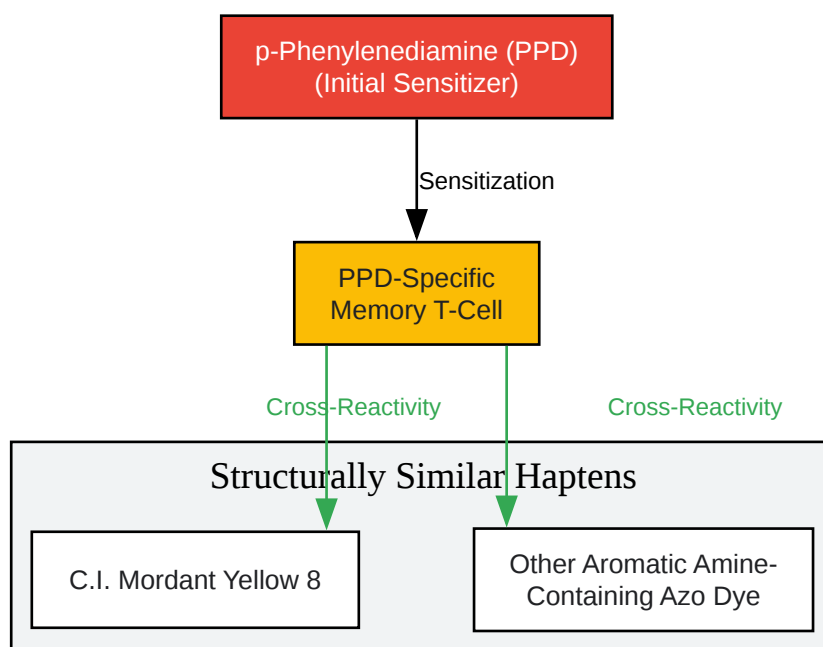 p-Phenylenediamine (PPD)
(Initial Sensitizer)
Sensitization
PPD-Specific
Memory T-Cell
Cross-Reactivity
Cross-Reactivity
Structurally Similar Haptens
C.I. Mordant Yellow 8
Other Aromatic Amine-
Containing Azo Dye